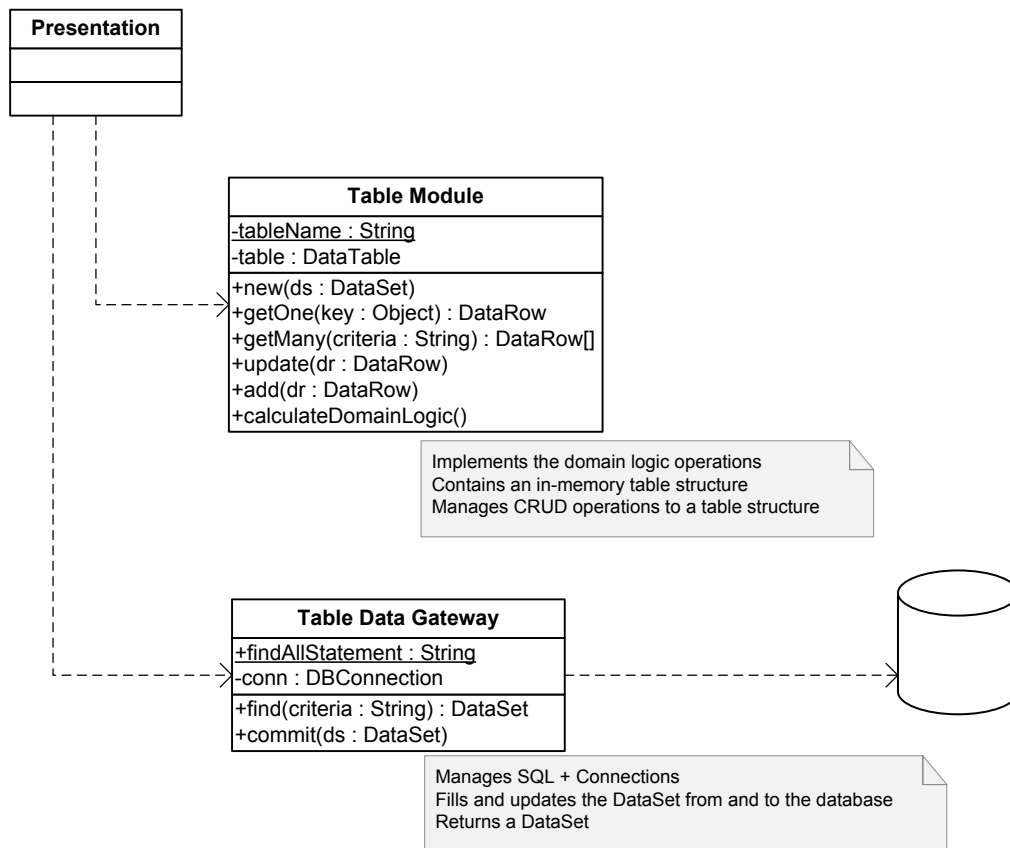 Presentation
Table Module
-tableName : String
-table : DataTable
+new(ds : DataSet)
+getOne(key : Object) : DataRow
+getMany(criteria : String) : DataRow[]
+update(dr : DataRow)
+add(dr : DataRow)
+calculateDomainLogic()
Implements the domain logic operations
Contains an in-memory table structure
Manages CRUD operations to a table structure
Table Data Gateway
+findAllStatement : String
-conn : DBConnection
+find(criteria : String) : DataSet
+commit(ds : DataSet)
Manages SQL + Connections
Fills and updates the DataSet from and to the database
Returns a DataSet